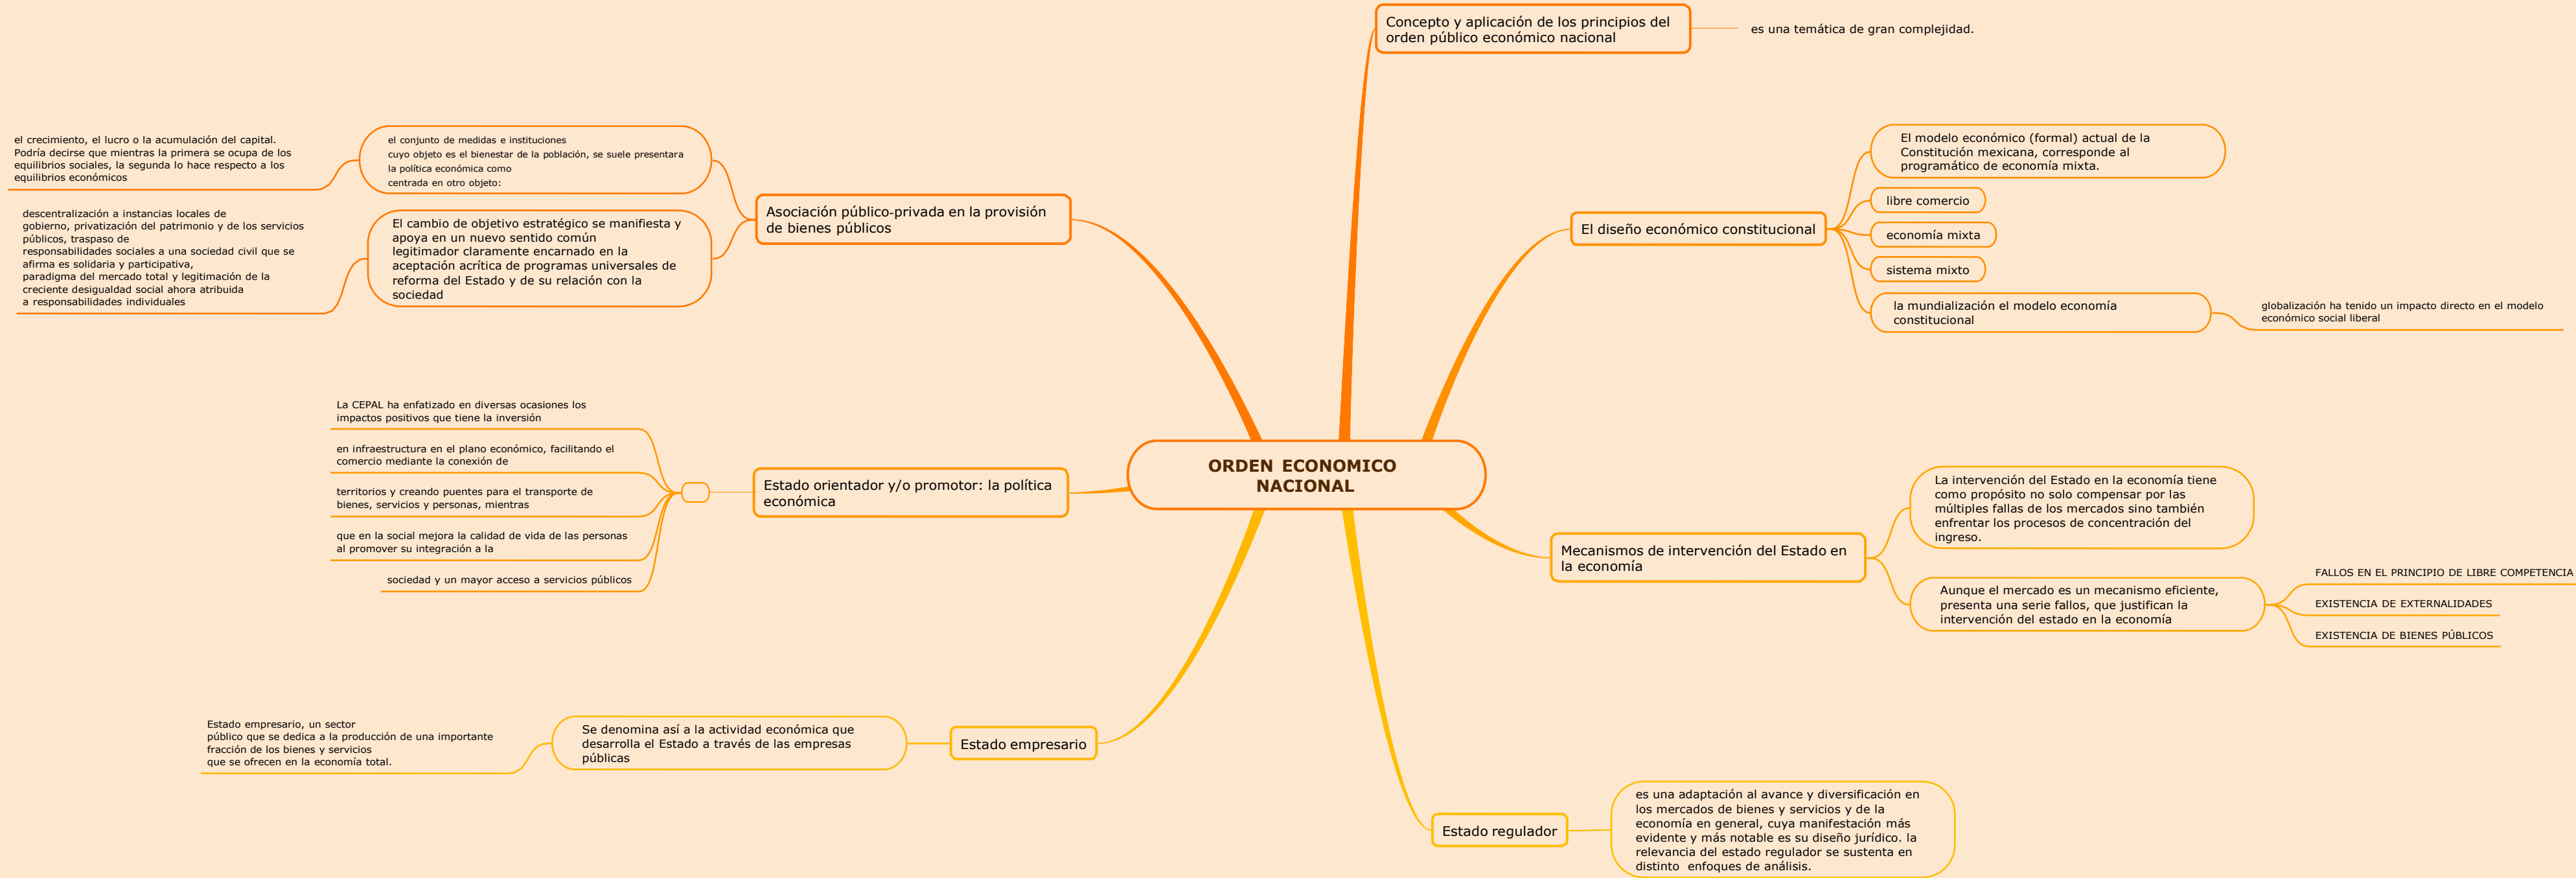 ORDEN ECONOMICO
NACIONAL
Concepto y aplicación de los principios del
orden público económico nacional
es una temática de gran complejidad.
El diseño económico constitucional
El modelo económico (formal) actual de la
Constitución mexicana, corresponde al
programático de economía mixta.
libre comercio
economía mixta
sistema mixto
la mundialización el modelo economía
constitucional
globalización ha tenido un impacto directo en el modelo
económico social liberal
Mecanismos de intervención del Estado en
la economía
La intervención del Estado en la economía tiene
como propósito no solo compensar por las
múltiples fallas de los mercados sino también
enfrentar los procesos de concentración del
ingreso.
Aunque el mercado es un mecanismo eficiente,
presenta una serie fallos, que justifican la
intervención del estado en la economía
FALLOS EN EL PRINCIPIO DE LIBRE COMPETENCIA
EXISTENCIA DE EXTERNALIDADES
EXISTENCIA DE BIENES PÚBLICOS
Estado regulador
es una adaptación al avance y diversificación en
los mercados de bienes y servicios y de la
economía en general, cuya manifestación más
evidente y más notable es su diseño jurídico. la
relevancia del estado regulador se sustenta en
distinto enfoques de análisis.
Asociación público-privada en la provisión
de bienes públicos
el conjunto de medidas e instituciones
cuyo objeto es el bienestar de la población, se suele presentara
la política económica como
centrada en otro objeto:
el crecimiento, el lucro o la acumulación del capital.
Podría decirse que mientras la primera se ocupa de los
equilibrios sociales, la segunda lo hace respecto a los
equilibrios económicos
El cambio de objetivo estratégico se manifiesta y
apoya en un nuevo sentido común
legitimador claramente encarnado en la
aceptación acrítica de programas universales de
reforma del Estado y de su relación con la
sociedad
descentralización a instancias locales de
gobierno, privatización del patrimonio y de los servicios
públicos, traspaso de
responsabilidades sociales a una sociedad civil que se
afirma es solidaria y participativa,
paradigma del mercado total y legitimación de la
creciente desigualdad social ahora atribuida
a responsabilidades individuales
Estado orientador y/o promotor: la política
económica
La CEPAL ha enfatizado en diversas ocasiones los
impactos positivos que tiene la inversión
en infraestructura en el plano económico, facilitando el
comercio mediante la conexión de
territorios y creando puentes para el transporte de
bienes, servicios y personas, mientras
que en la social mejora la calidad de vida de las personas
al promover su integración a la
sociedad y un mayor acceso a servicios públicos
Estado empresario
Se denomina así a la actividad económica que
desarrolla el Estado a través de las empresas
públicas
Estado empresario, un sector
público que se dedica a la producción de una importante
fracción de los bienes y servicios
que se ofrecen en la economía total.